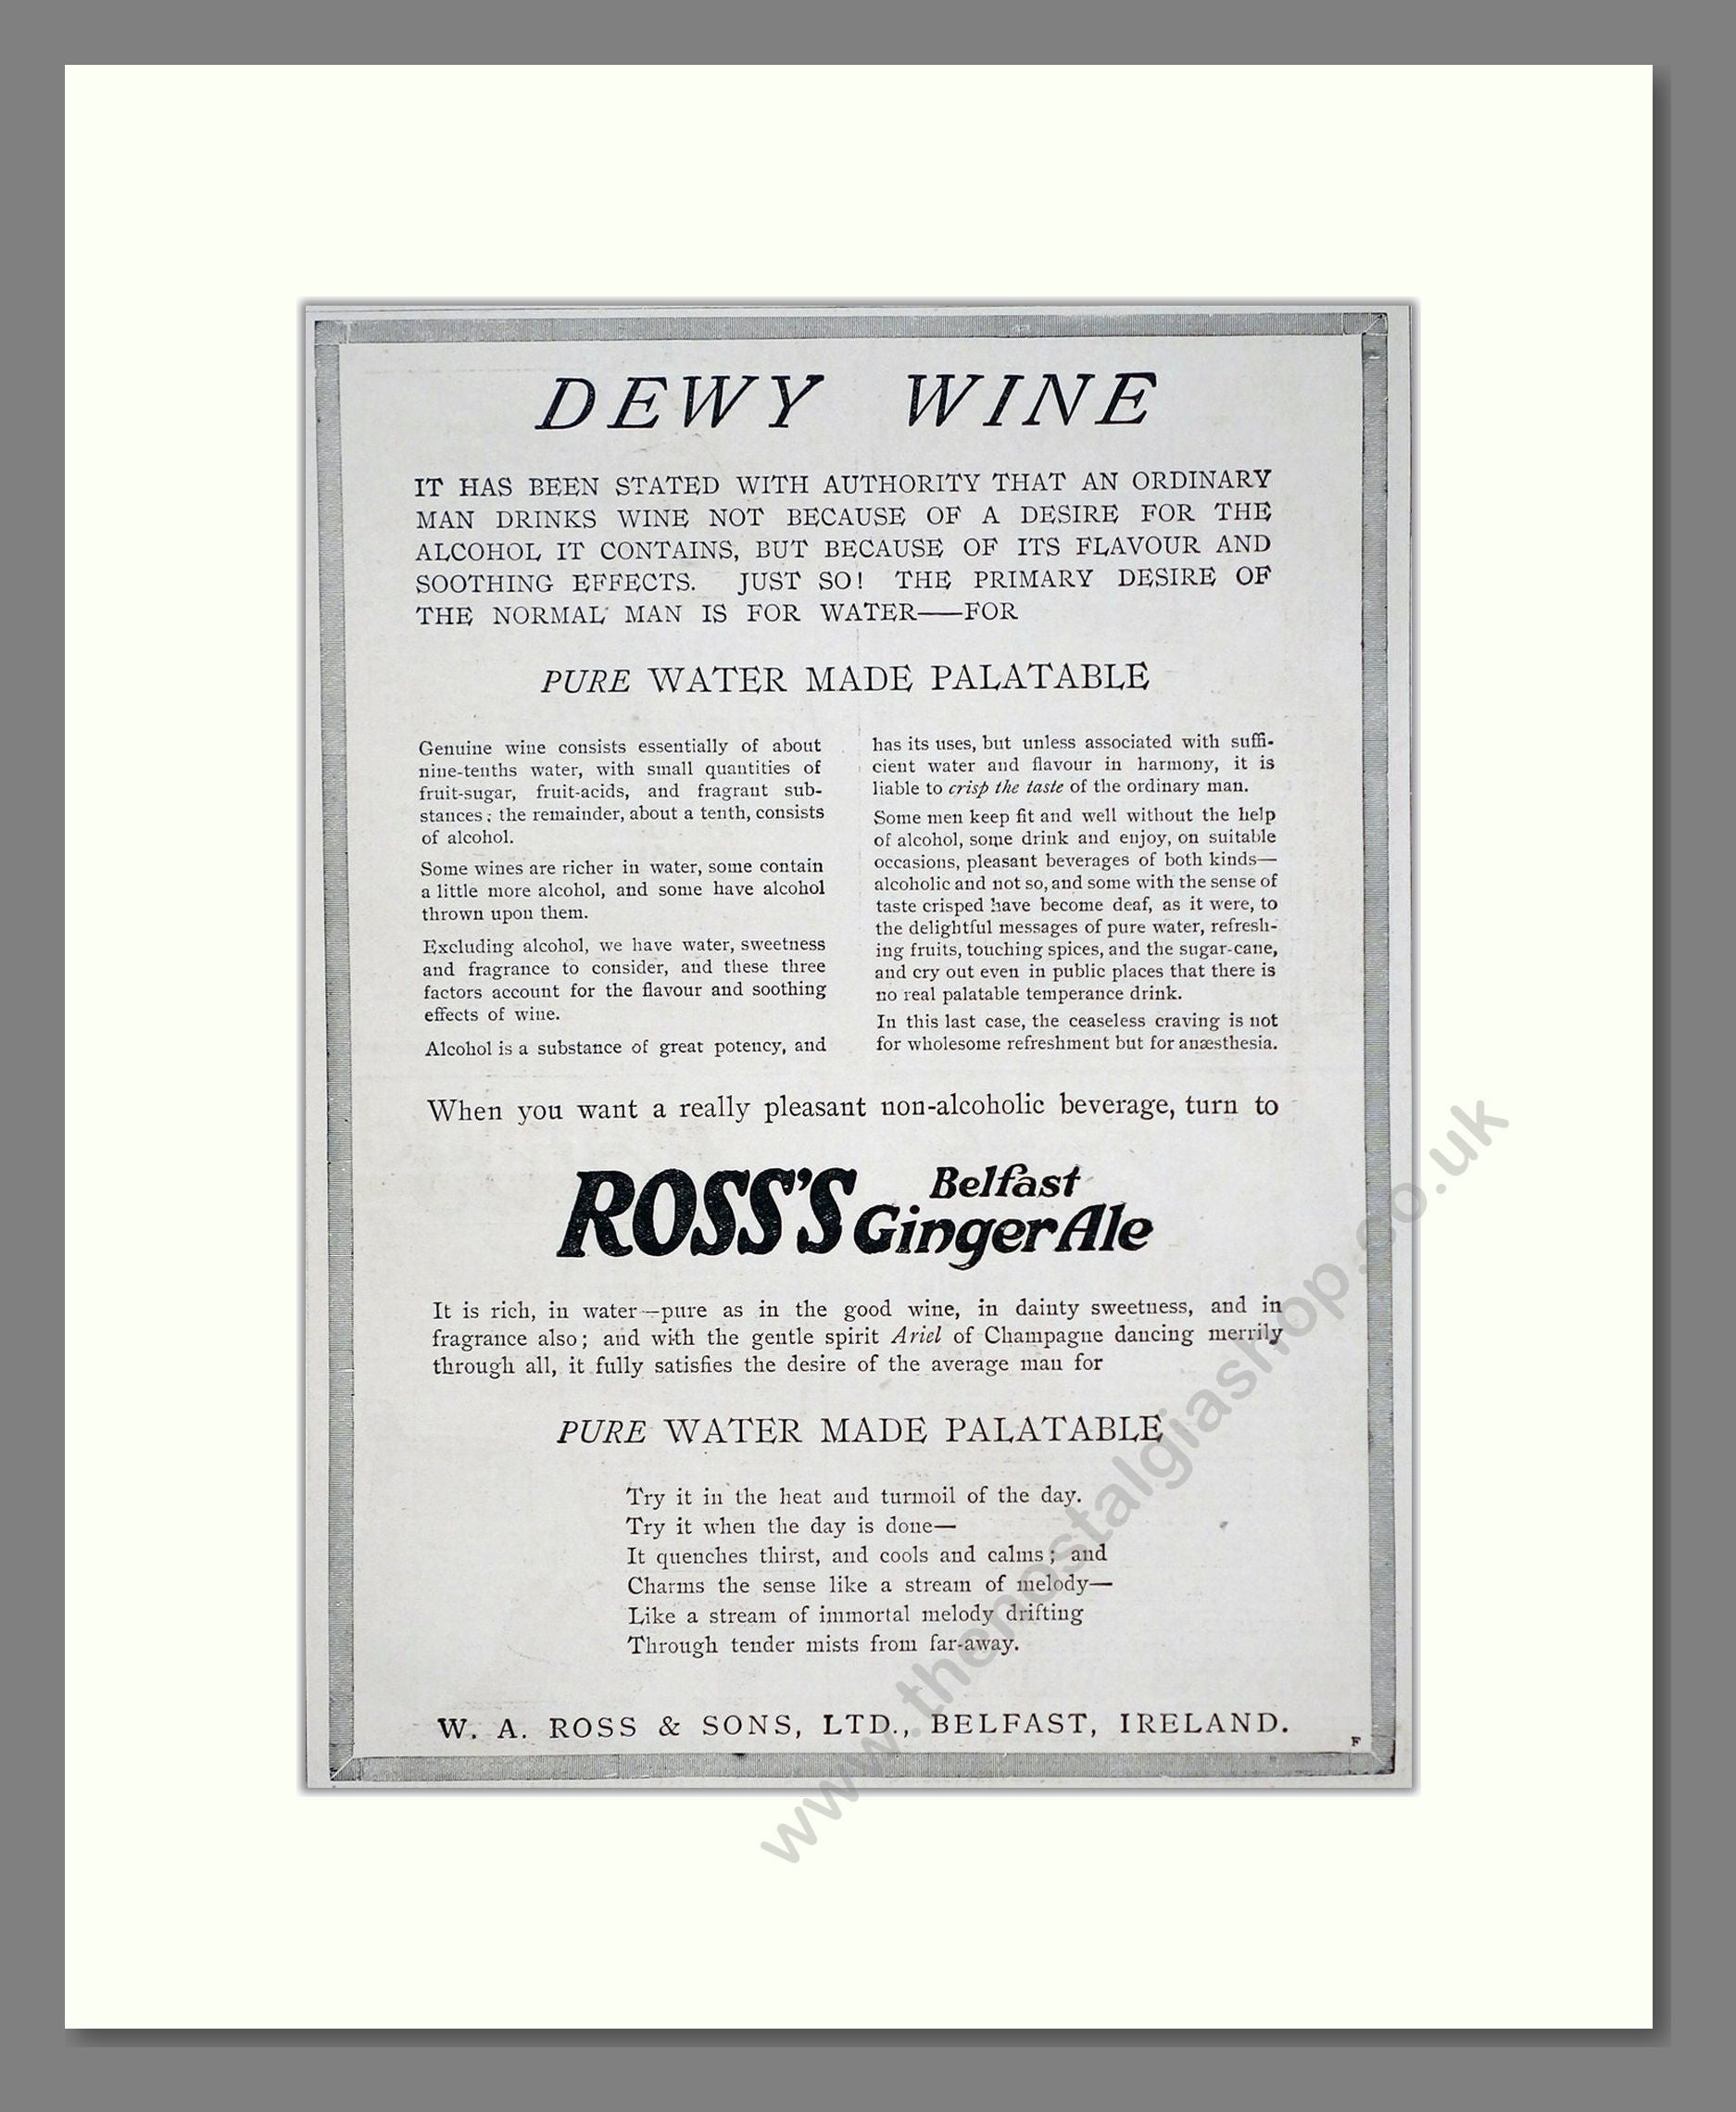 DEWY WINE
IT HAS BEEN STATED WITH AUTHORITY THAT AN ORDINARY
MAN DRINKS WINE NOT BECAUSE OF A DESIRE FOR THE
ALCOHOL IT CONTAINS, BUT BECAUSE OF ITS FLAVOUR AND
SOOTHING EFFECTS. JUST SO! THE PRIMARY DESIRE OF
THE NORMAL MAN IS FOR WATER——FOR
PURE WATER MADE PALATABLE
Genuine wine consists essentially of about
nine-tenths water, with small quantities of
fruit-sugar, fruit-acids, and fragrant sub-
stances; the remainder, about a tenth, consists
of alcohol.
Some wines are richer in water, some contain
a little more alcohol, and some have alcohol
thrown upon them.
Excluding alcohol, we have water, sweetness
and fragrance to consider, and these three
factors account for the flavour and soothing
effects of wine.
Alcohol is a substance of great potency, and
has its uses, but unless associated with suffi-
cient water and flavour in harmony, it is
liable to crisp the taste of the ordinary man.
Some men keep fit and well without the help
of alcohol, some drink and enjoy, on suitable
occasions, pleasant beverages of both kinds—
alcoholic and not so, and some with the sense of
taste crisped have become deaf, as it were, to
the delightful messages of pure water, refresh-
ing fruits, touching spices, and the sugar-cane,
and cry out even in public places that there is
no real palatable temperance drink.
In this last case, the ceaseless craving is not
for wholesome refreshment but for anæsthesia.
When you want a really pleasant non-alcoholic beverage, turn to
ROSS'S Belfast
Ginger Ale
It is rich, in water—pure as in the good wine, in dainty sweetness, and in
fragrance also; and with the gentle spirit Ariel of Champagne dancing merrily
through all, it fully satisfies the desire of the average man for
PURE WATER MADE PALATABLE
Try it in the heat and turmoil of the day.
Try it when the day is done—
It quenches thirst, and cools and calms; and
Charms the sense like a stream of melody—
Like a stream of immortal melody drifting
Through tender mists from far-away.
W. A. ROSS & SONS, LTD., BELFAST, IRELAND.
F
www.thenostalgiashop.co.uk